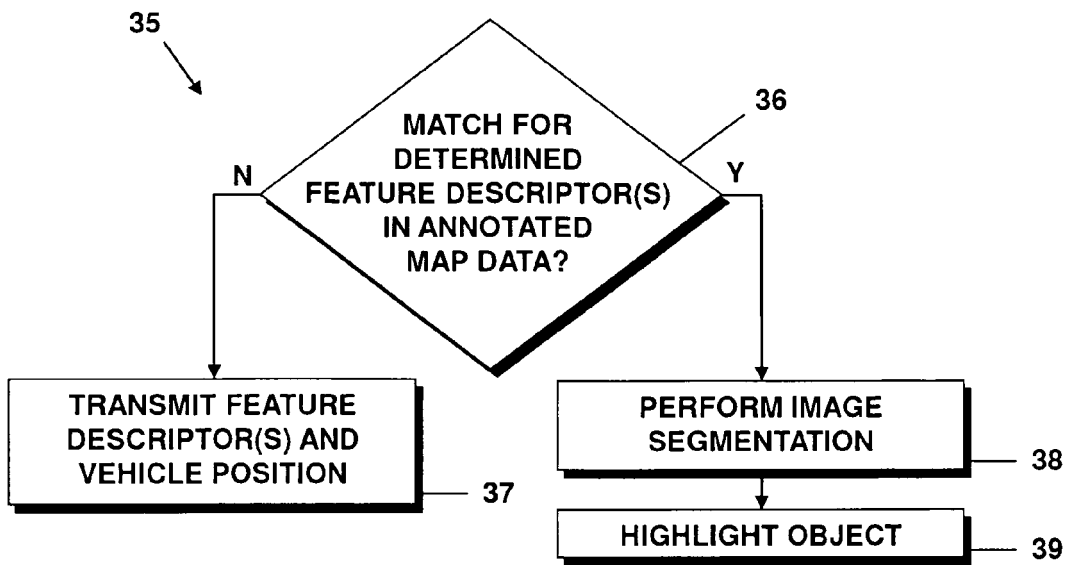 35
36
MATCH FOR
DETERMINED
FEATURE DESCRIPTOR(S)
IN ANNOTATED
MAP DATA?
N
Y
TRANSMIT FEATURE
DESCRIPTOR(S) AND
VEHICLE POSITION
37
PERFORM IMAGE
SEGMENTATION
38
HIGHLIGHT OBJECT
39